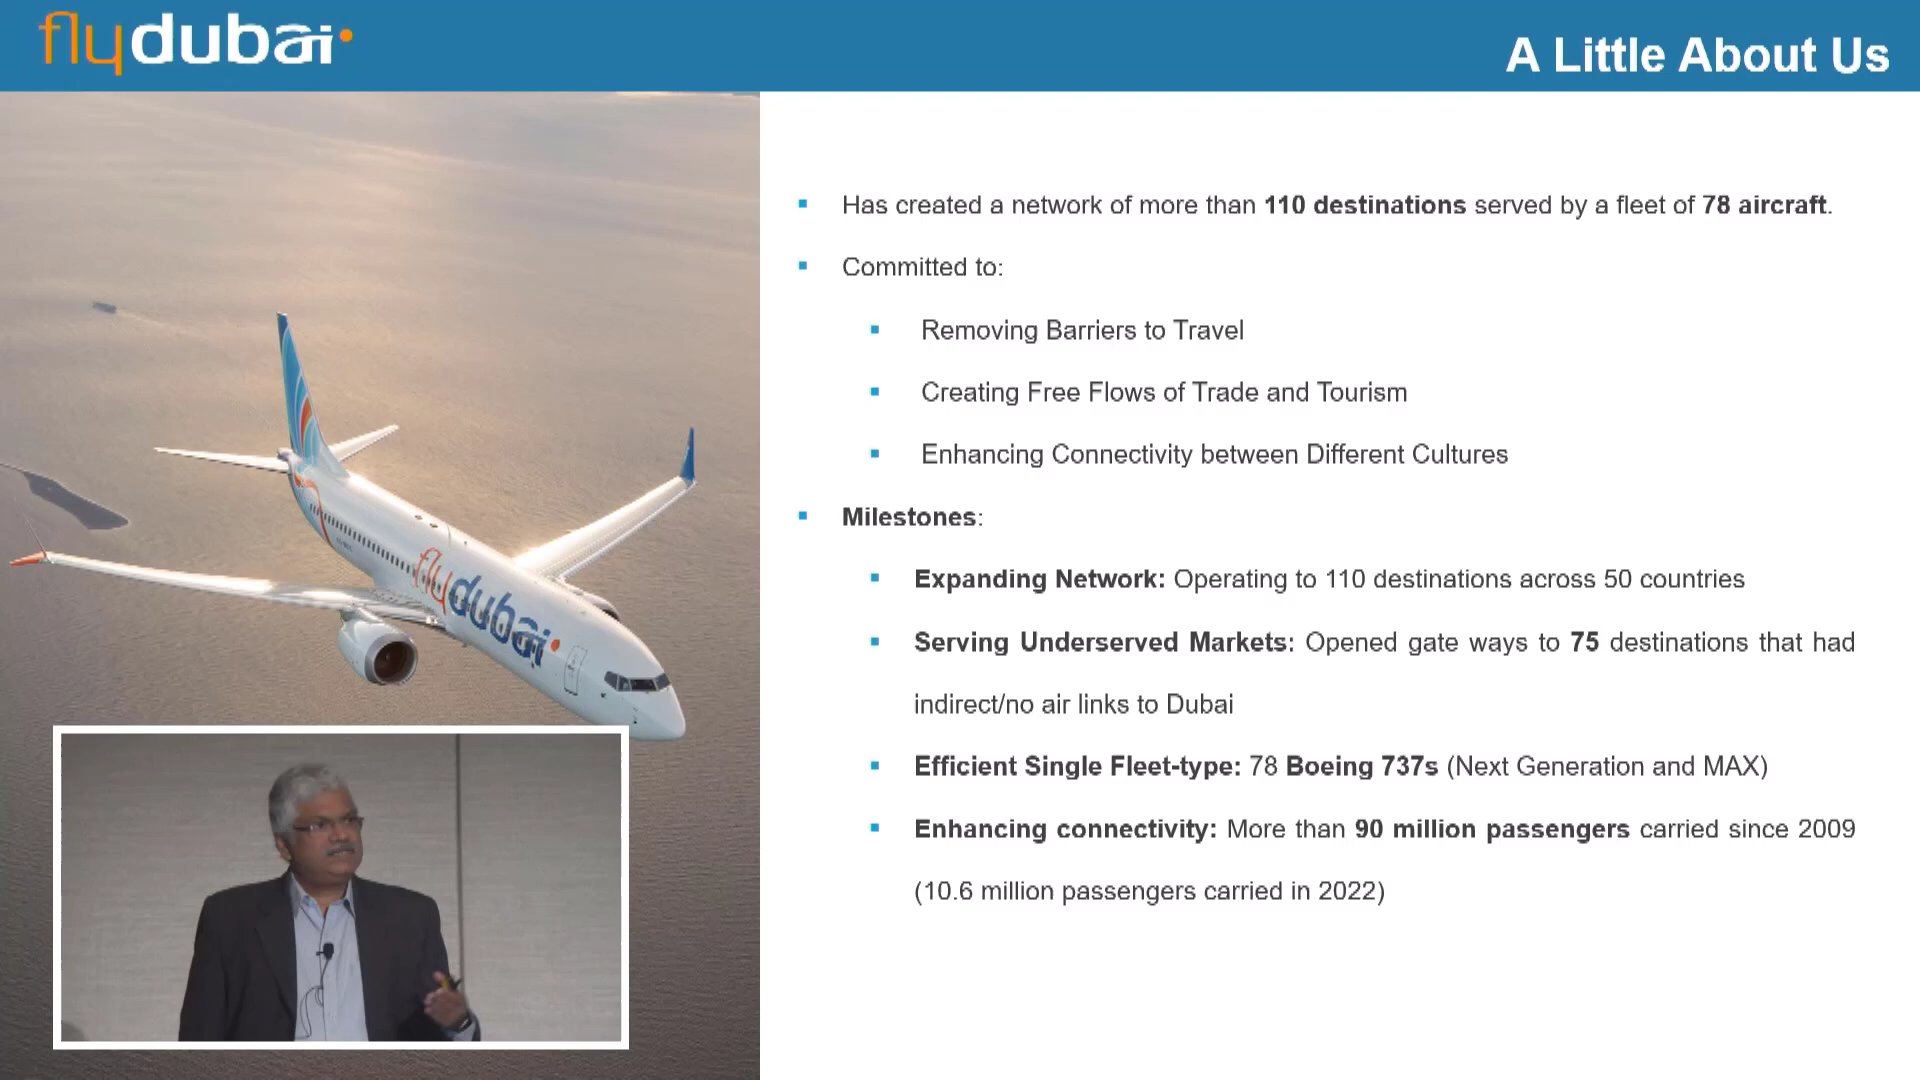 flydubai
A Little About Us
Has created a network of more than 110 destinations served by a fleet of 78 aircraft.
Committed to:
Removing Barriers to Travel
Creating Free Flows of Trade and Tourism
Enhancing Connectivity between Different Cultures
Milestones:
Expanding Network: Operating to 110 destinations across 50 countries
Serving Underserved Markets: Opened gate ways to 75 destinations that had
indirect/no air links to Dubai
Efficient Single Fleet-type: 78 Boeing 737s (Next Generation and MAX)
Enhancing connectivity: More than 90 million passengers carried since 2009
(10.6 million passengers carried in 2022)
flydubai